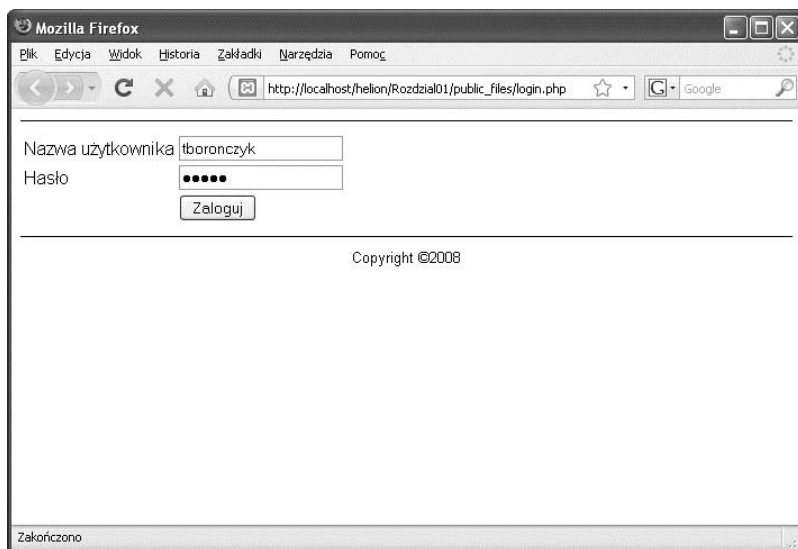 Mozilla Firefox
Plik Edycja Widok Historia Zakładki Narzędzia Pomoc
http://localhost/helion/Rozdzial01/public_files/login.php G Google
Nazwa użytkownika tboronczyk
Hasło •••••
Zaloguj
Copyright ©2008
Zakończono